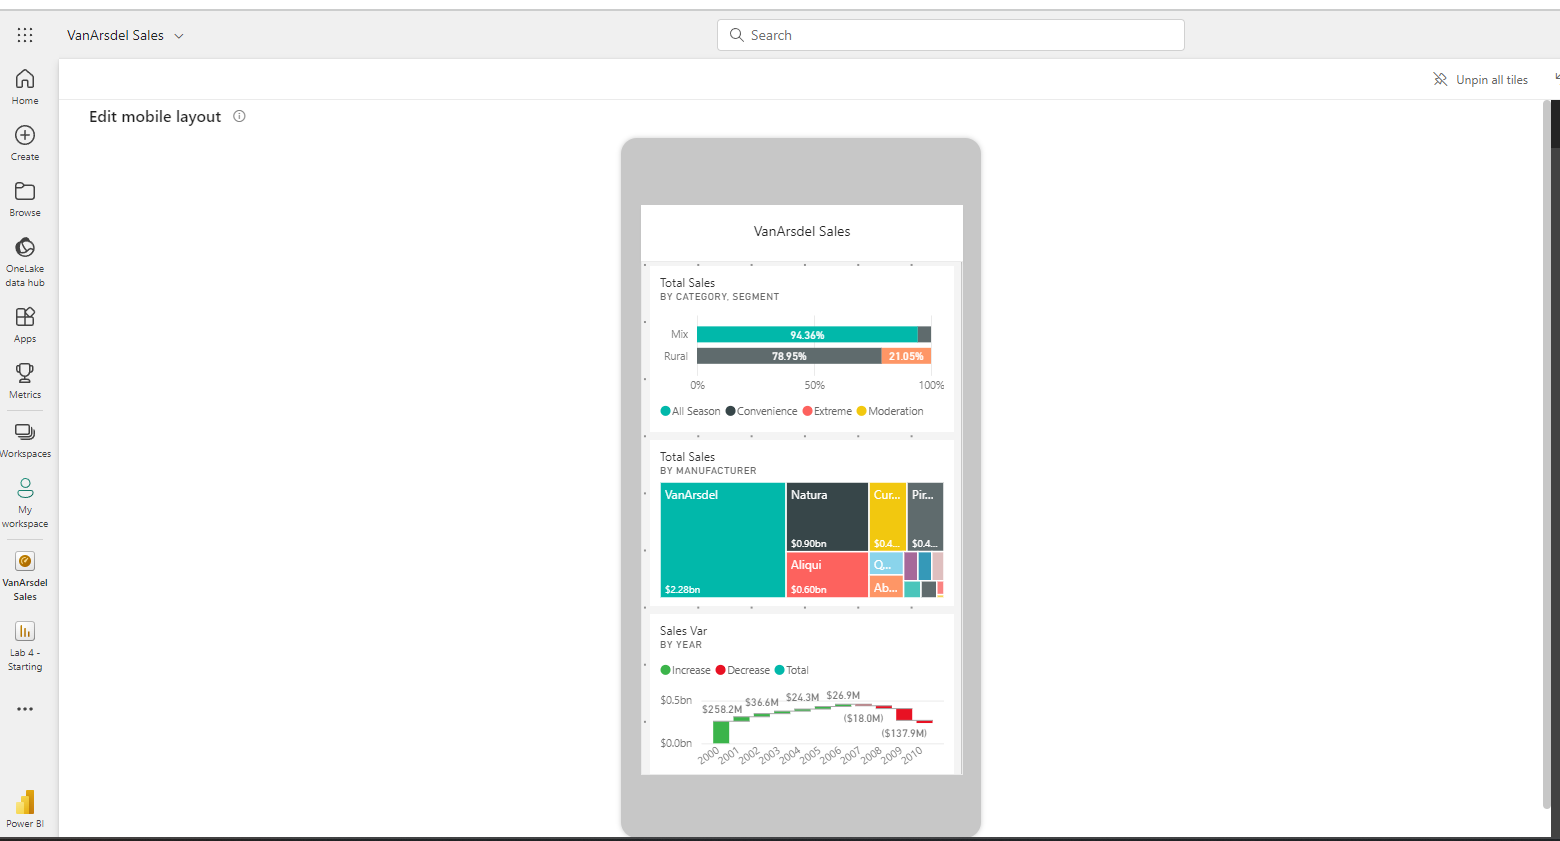 VanArsdel Sales
Search
Home
Create
Browse
OneLake
data hub
Apps
Metrics
Workspaces
My
workspace
VanArsdel
Sales
Lab 4 -
Starting
Power BI
Unpin all tiles
Edit mobile layout
VanArsdel Sales
Total Sales
BY CATEGORY, SEGMENT
Mix 94.36%
Rural 78.95% 21.05%
0% 50% 100%
All Season Convenience Extreme Moderation
Total Sales
BY MANUFACTURER
VanArsdel Natura Cur... Pir...
$0.90bn $0.4... $0.4...
Aliqui Q...
$2.28bn $0.60bn Ab...
Sales Var
BY YEAR
Increase Decrease Total
$0.5bn
$258.2M $36.6M $24.3M $26.9M
($18.0M)
($137.9M)
$0.0bn
2000 2001 2002 2003 2004 2005 2006 2007 2008 2009 2010